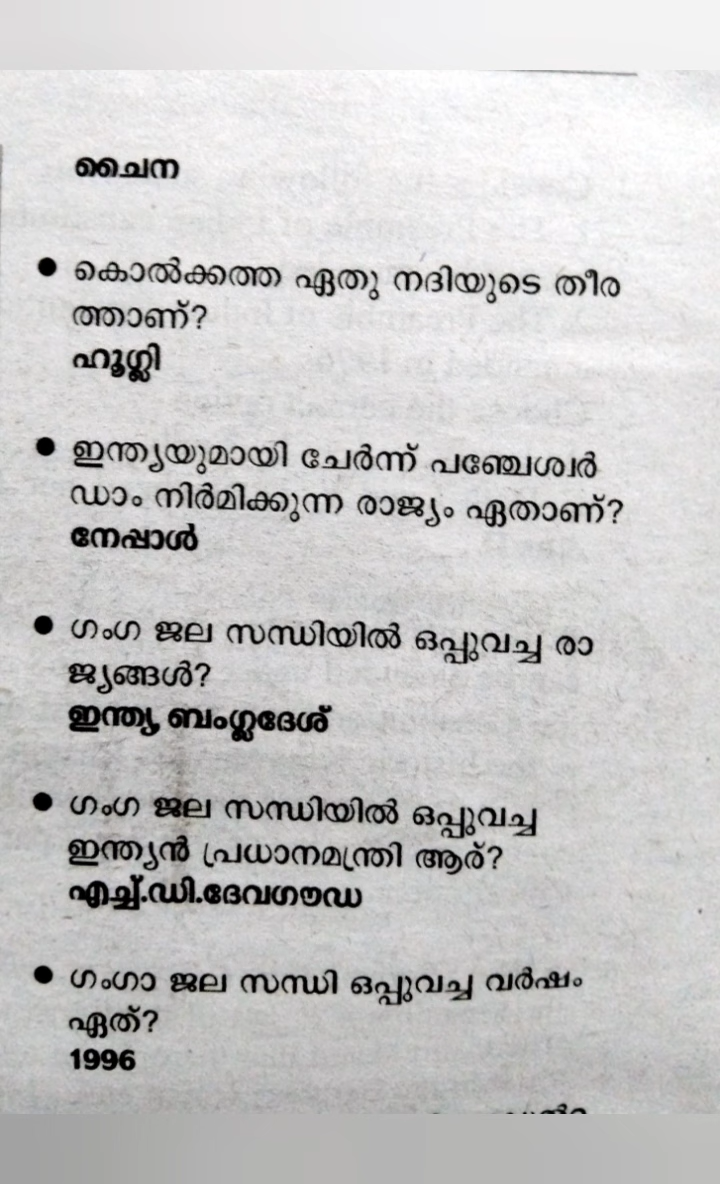 ചൈന
● കൊൽക്കത്ത ഏതു നദിയുടെ തീര
ത്താണ്?
ഹൂഗ്ലി
● ഇന്ത്യയുമായി ചേർന്ന് പഞ്ചേശ്വർ
ഡാം നിർമിക്കുന്ന രാജ്യം ഏതാണ്?
നേപ്പാൾ
● ഗംഗ ജല സന്ധിയിൽ ഒപ്പുവച്ച രാ
ജ്യങ്ങൾ?
ഇന്ത്യ, ബംഗ്ലദേശ്
● ഗംഗ ജല സന്ധിയിൽ ഒപ്പുവച്ച
ഇന്ത്യൻ പ്രധാനമന്ത്രി ആര്?
എച്ച്.ഡി.ദേവഗൗഡ
● ഗംഗാ ജല സന്ധി ഒപ്പുവച്ച വർഷം
ഏത്?
1996